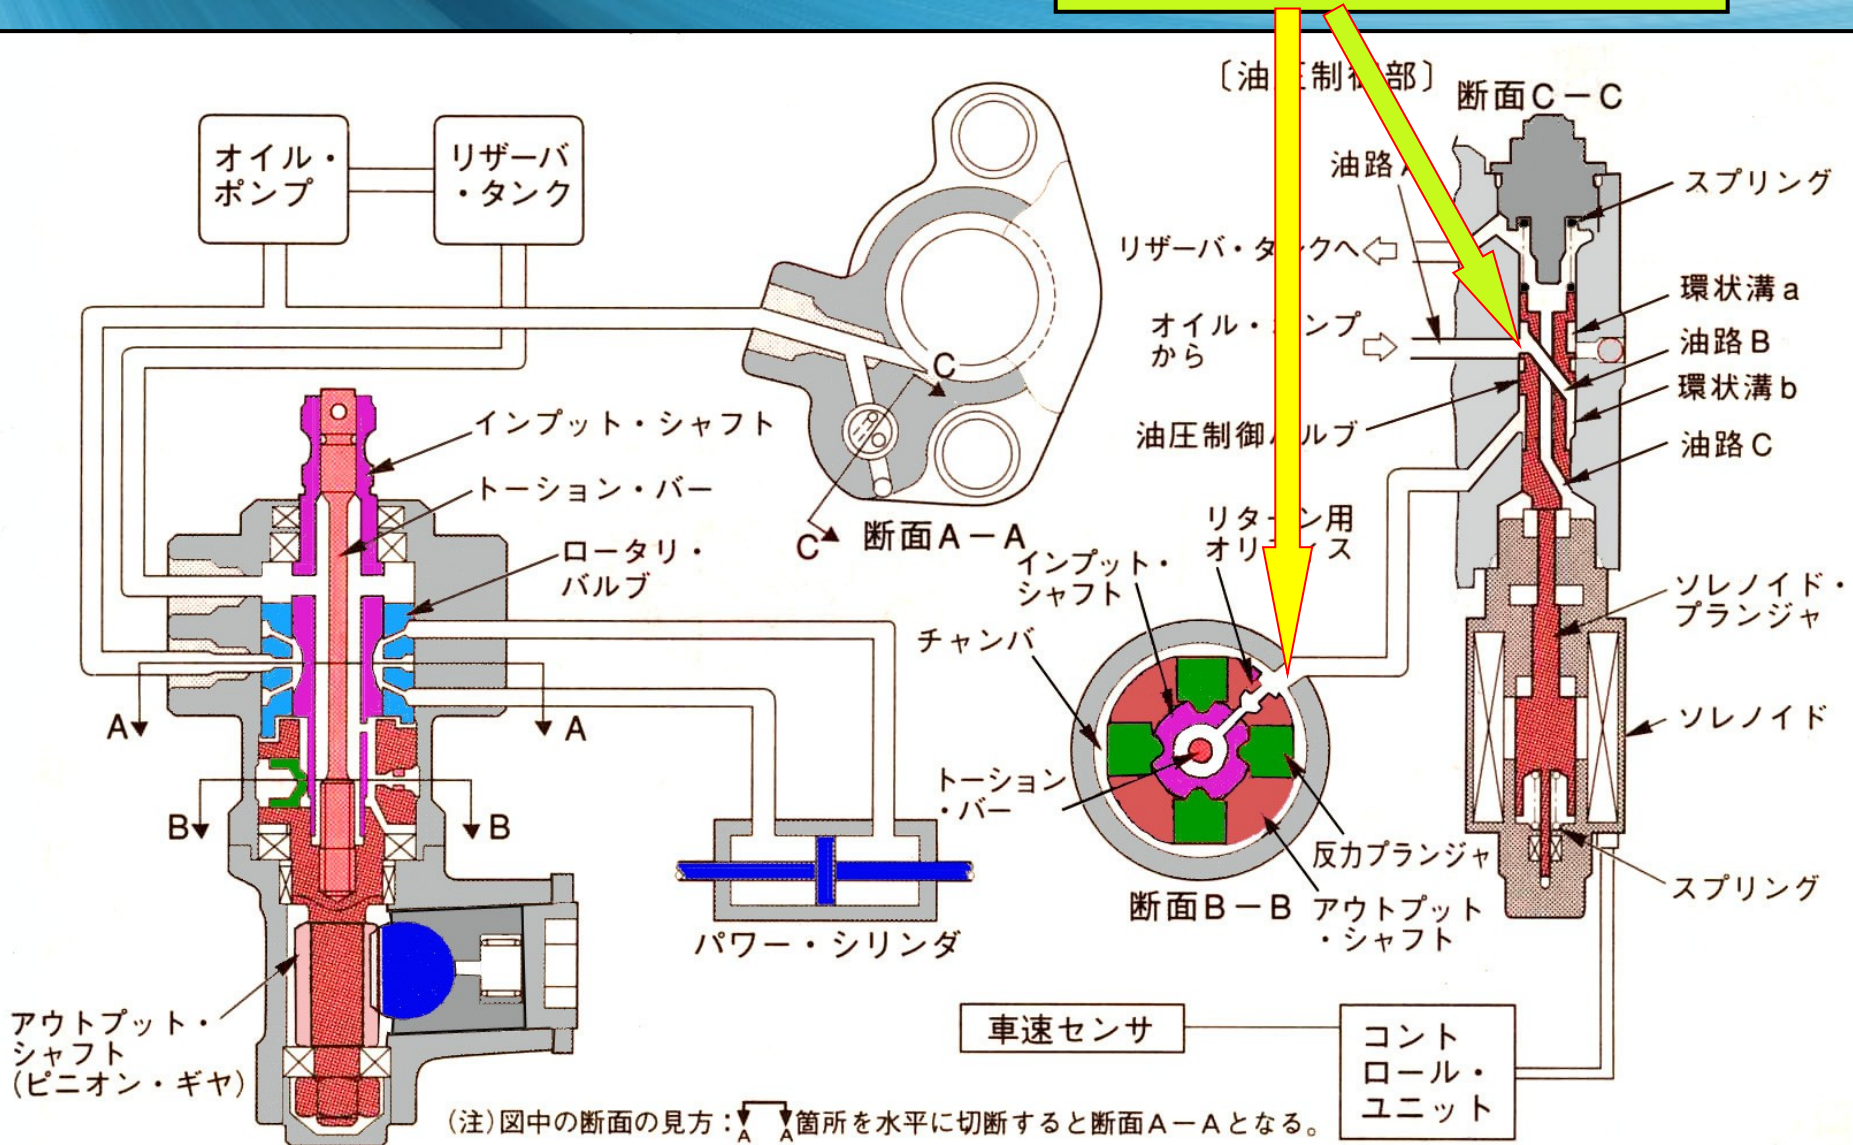 〔油圧制御部〕
断面C－C
オイル・
ポンプ
リザーバ
・タンク
油路A
スプリング
リザーバ・タンクへ
環状溝a
オイル・ポンプ
から
油路B
C
環状溝b
油圧制御バルブ
インプット・シャフト
油路C
トーション・バー
C
断面A－A
リターン用
オリフィス
ロータリ・
バルブ
インプット・
シャフト
ソレノイド・
プランジャ
チャンバ
A
A
ソレノイド
トーション
・バー
B
B
反力プランジャ
断面B－B
スプリング
アウトプット
・シャフト
パワー・シリンダ
アウトプット・
シャフト
(ピニオン・ギヤ)
車速センサ
コント
ロール・
ユニット
(注)図中の断面の見方：A A箇所を水平に切断すると断面A－Aとなる。